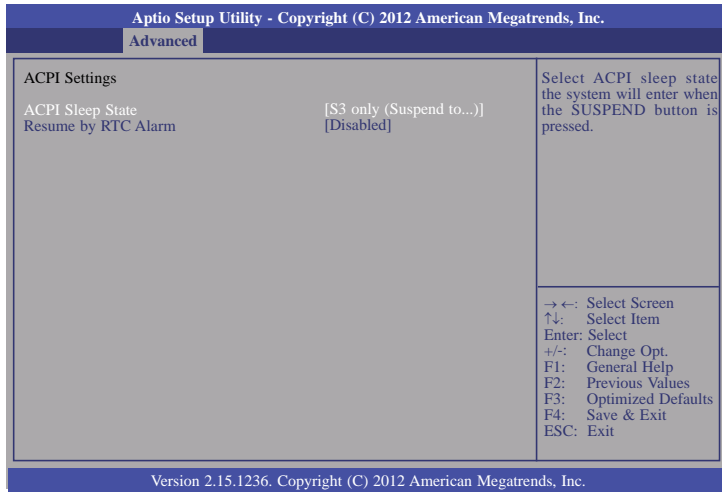 Aptio Setup Utility - Copyright (C) 2012 American Megatrends, Inc.
Advanced
ACPI Settings
ACPI Sleep State [S3 only (Suspend to...)]
Resume by RTC Alarm [Disabled]
Select ACPI sleep state
the system will enter when
the SUSPEND button is
pressed.
→ ←: Select Screen
↑↓: Select Item
Enter: Select
+/-: Change Opt.
F1: General Help
F2: Previous Values
F3: Optimized Defaults
F4: Save & Exit
ESC: Exit
Version 2.15.1236. Copyright (C) 2012 American Megatrends, Inc.